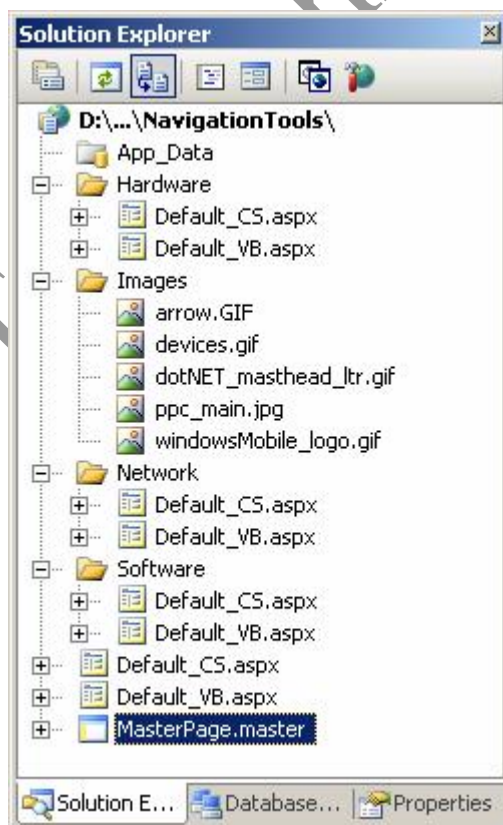 Solution Explorer
D:\...\NavigationTools\
App_Data
Hardware
Default_CS.aspx
Default_VB.aspx
Images
arrow.GIF
devices.gif
dotNET_masthead_ltr.gif
ppc_main.jpg
windowsMobile_logo.gif
Network
Default_CS.aspx
Default_VB.aspx
Software
Default_CS.aspx
Default_VB.aspx
Default_CS.aspx
Default_VB.aspx
MasterPage.master
Solution E... Database... Properties